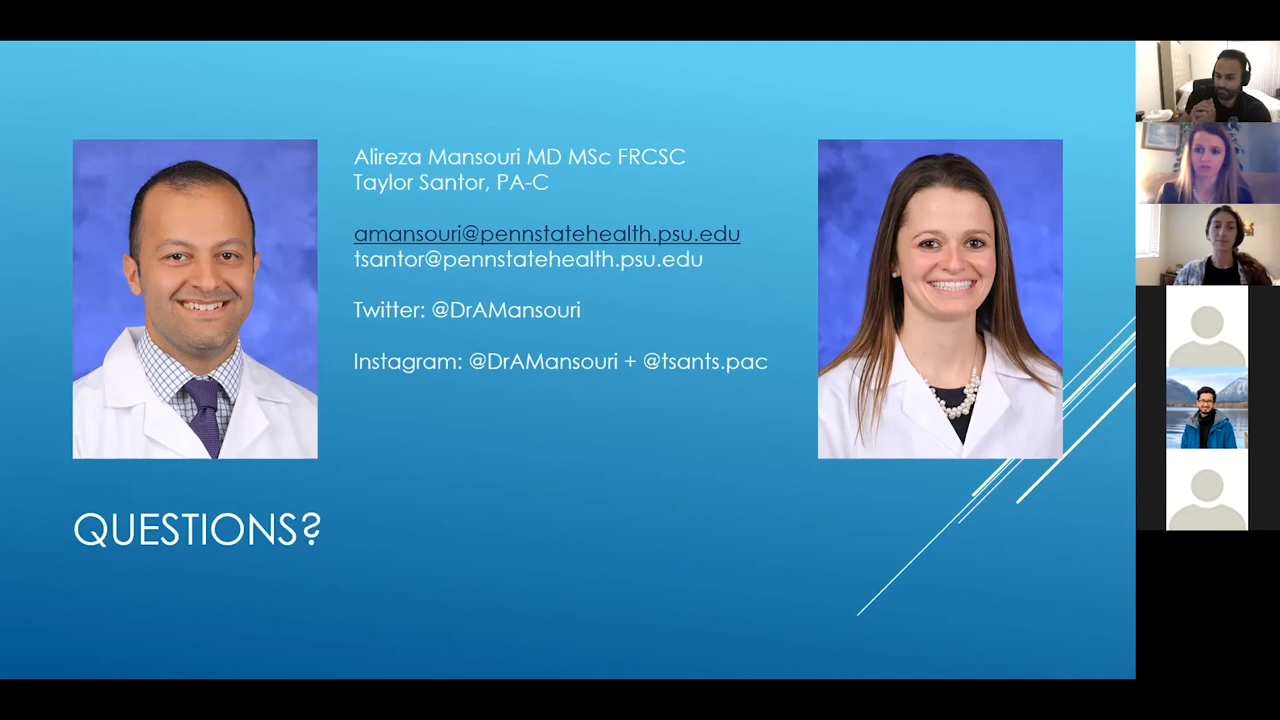 Alireza Mansouri MD MSc FRCSC
Taylor Santor, PA-C
amansouri@pennstatehealth.psu.edu
tsantor@pennstatehealth.psu.edu
Twitter: @DrAMansouri
Instagram: @DrAMansouri + @tsants.pac
QUESTIONS?